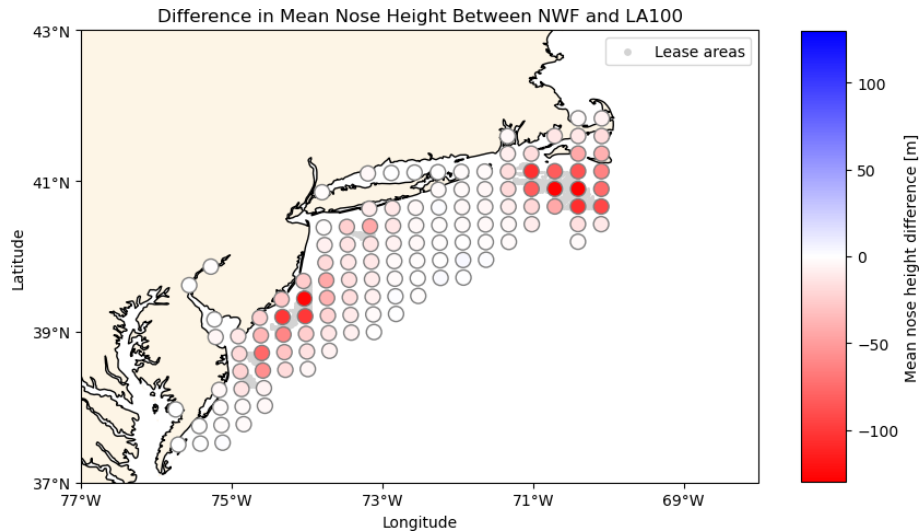 Difference in Mean Nose Height Between NWF and LA100
43°N
41°N
39°N
37°N
77°W
75°W
73°W
71°W
69°W
Latitude
Longitude
Lease areas
100
50
0
−50
−100
Mean nose height difference [m]